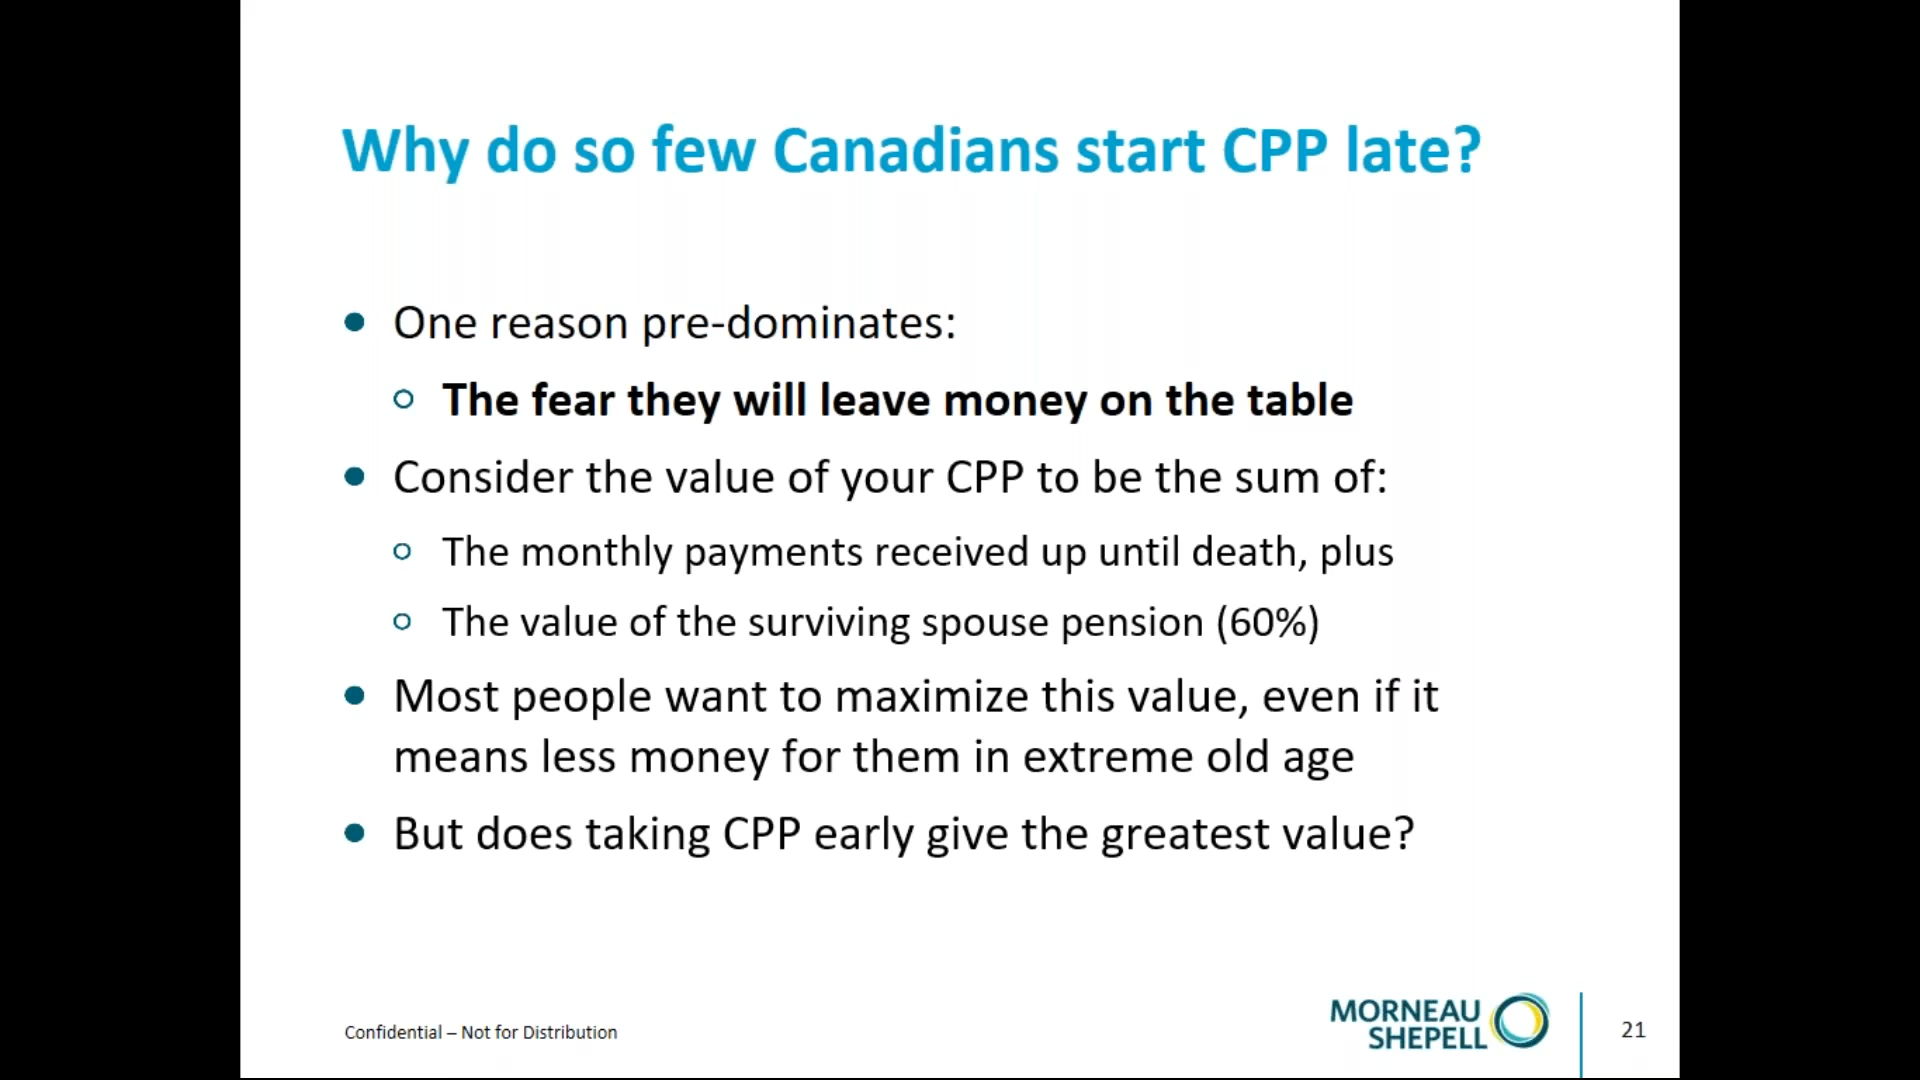 Why do so few Canadians start CPP late?
One reason pre-dominates:
The fear they will leave money on the table
Consider the value of your CPP to be the sum of:
The monthly payments received up until death, plus
The value of the surviving spouse pension (60%)
Most people want to maximize this value, even if it
means less money for them in extreme old age
But does taking CPP early give the greatest value?
Confidential – Not for Distribution
MORNEAU
SHEPELL
21